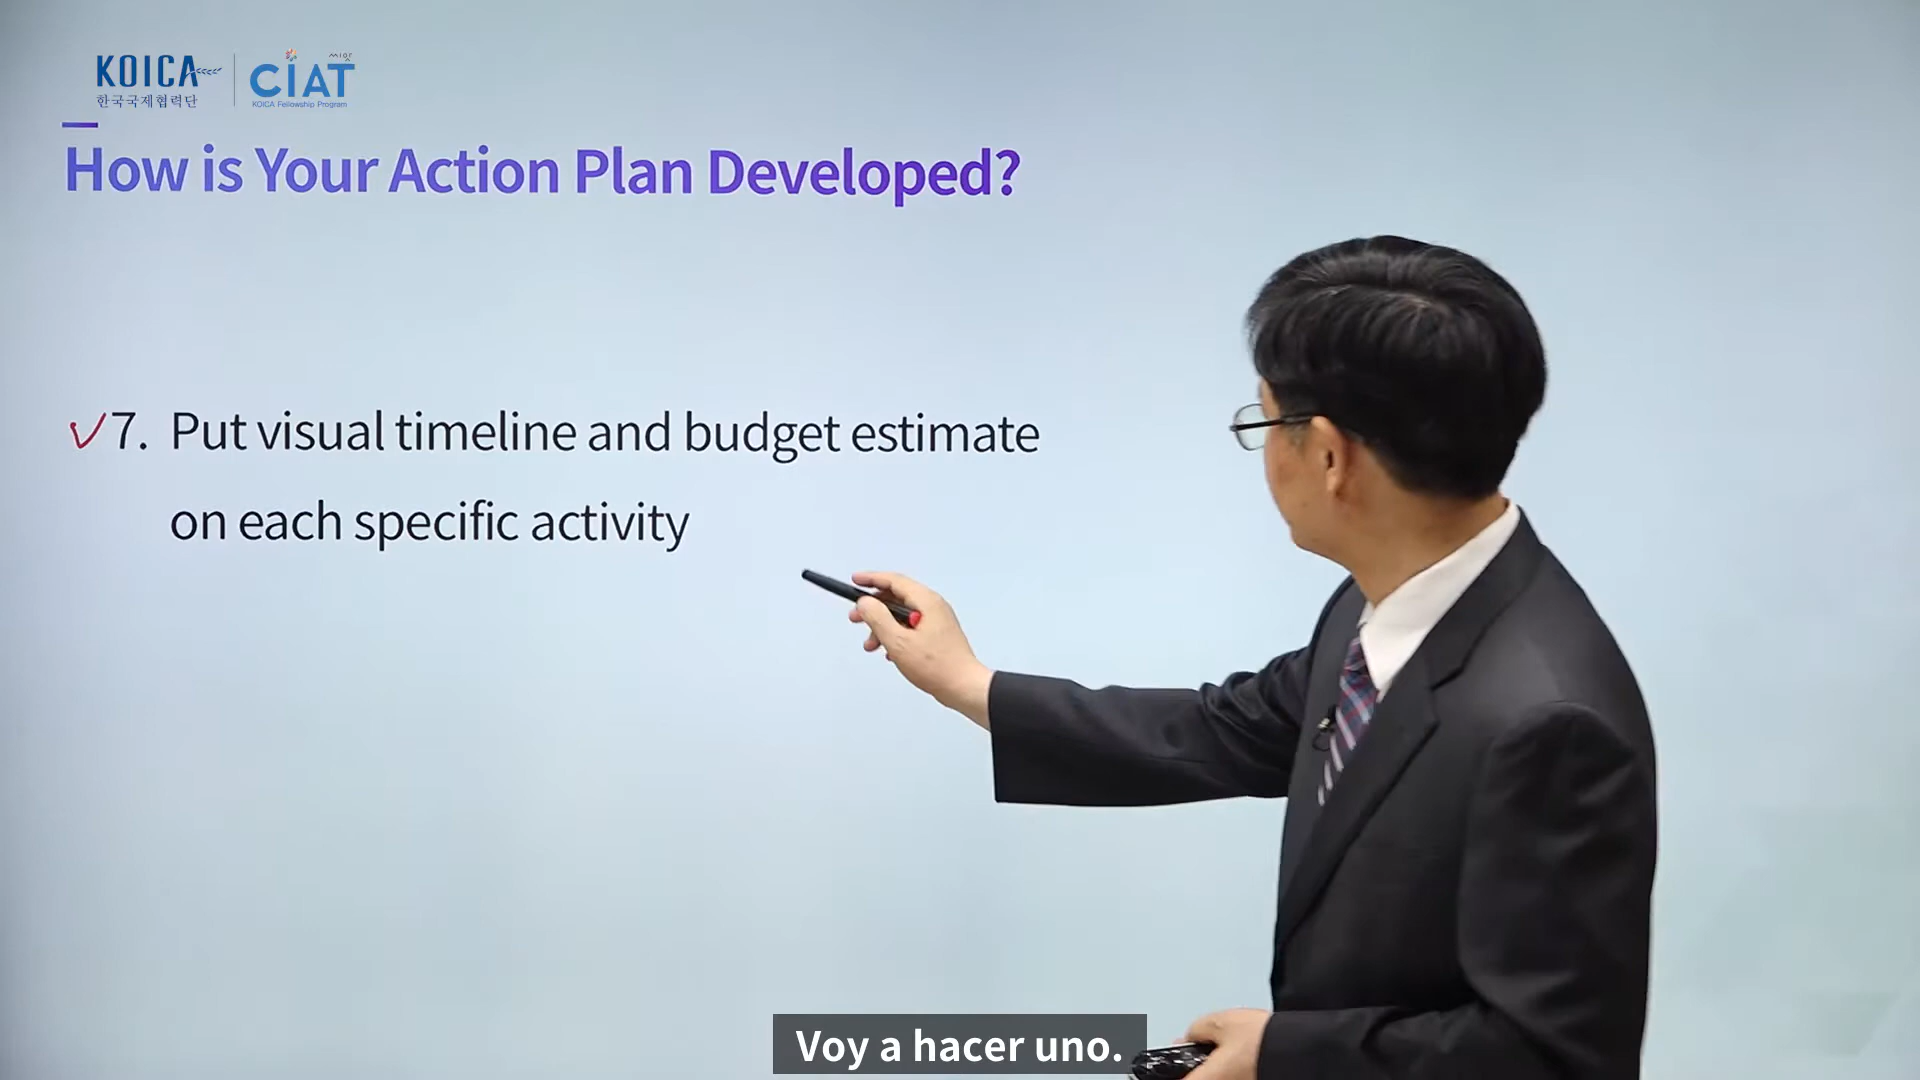 KOICA
한국국제협력단
CIAT
KOICA Fellowship Program
How is Your Action Plan Developed?
7. Put visual timeline and budget estimate
on each specific activity
Voy a hacer uno.